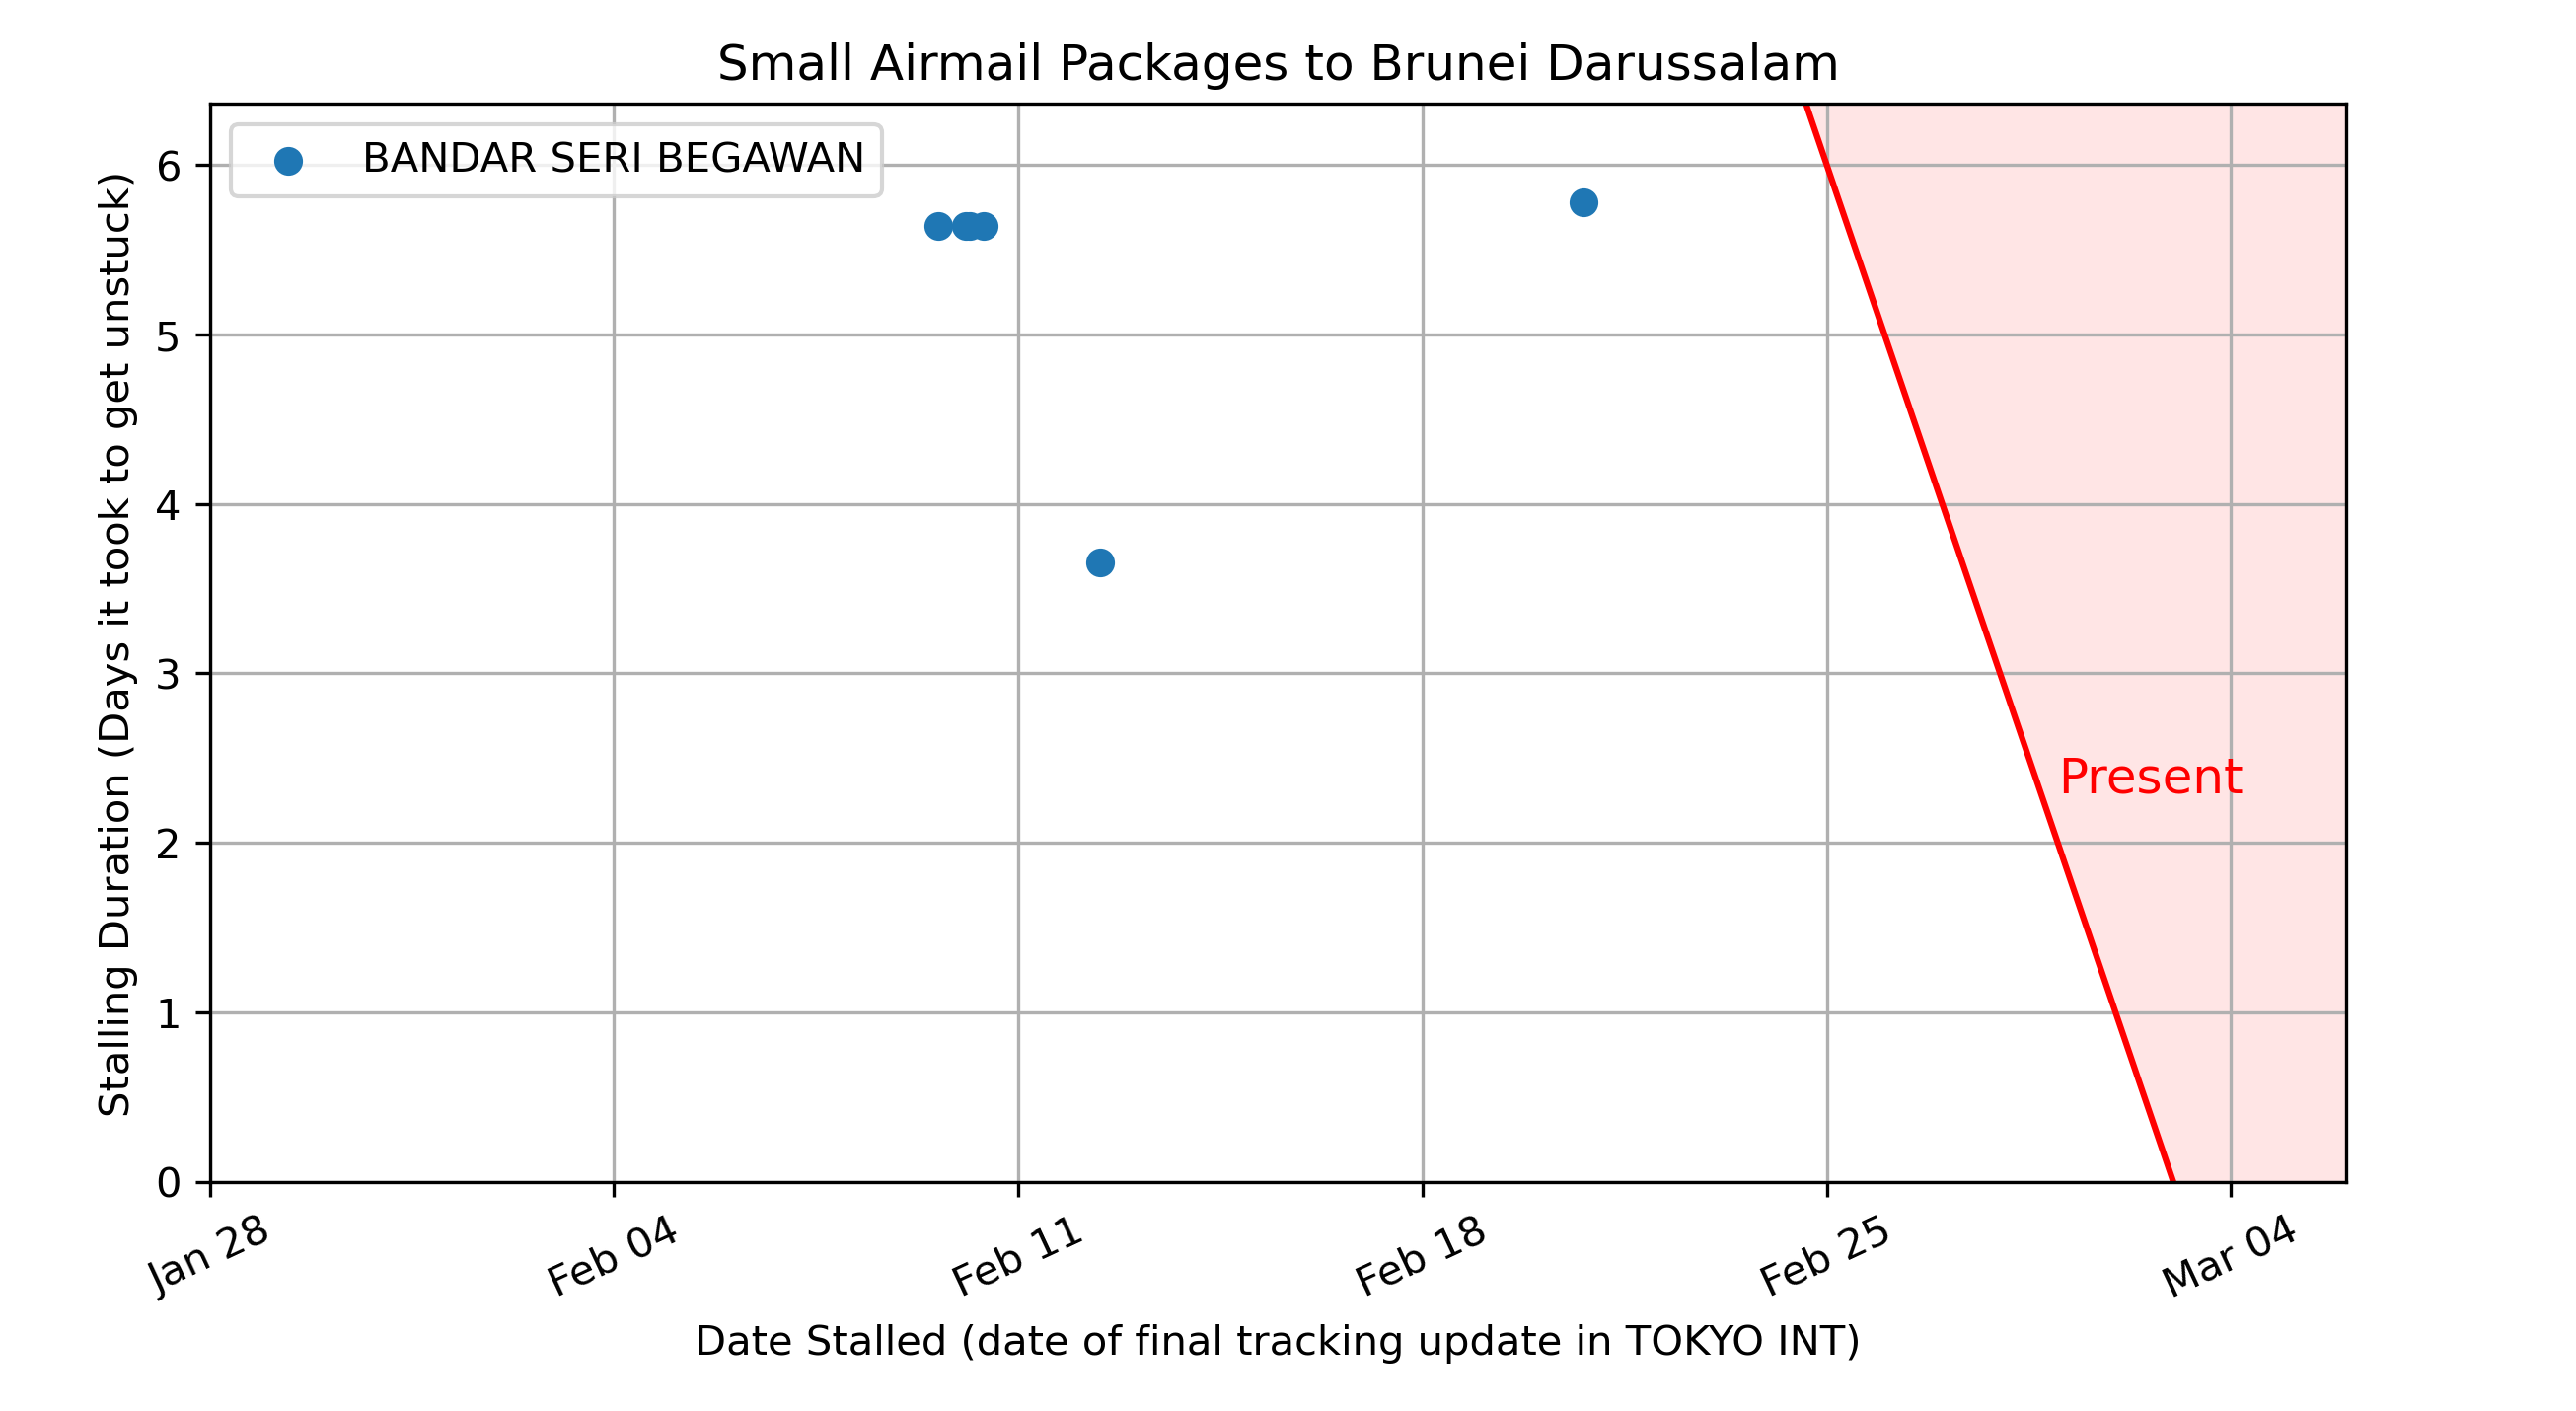 Small Airmail Packages to Brunei Darussalam
BANDAR SERI BEGAWAN
Stalling Duration (Days it took to get unstuck)
6
5
4
3
2
1
0
Present
Jan 28
Feb 04
Feb 11
Feb 18
Feb 25
Mar 04
Date Stalled (date of final tracking update in TOKYO INT)